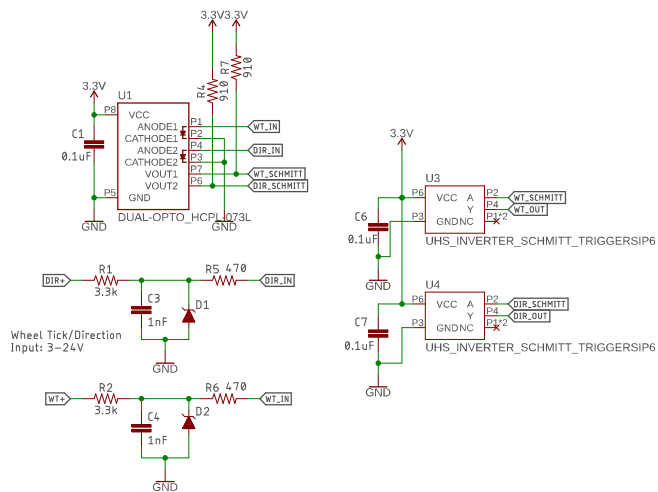 3.3V3.3V
R7
910
R4
910
3.3V
U1
P8
VCC
P1
ANODE1
WT_IN
P2
CATHODE1
P4
ANODE2
DIR_IN
P3
CATHODE2
P7
VOUT1
WT_SCHMITT
P6
VOUT2
DIR_SCHMITT
P5
GND
C1
0.1uF
GND
DUAL-OPTO_HCPL-073L
GND
DIR+
R1
3.3k
R5 470
DIR_IN
C3
1nF
D1
GND
Wheel Tick/Direction
Input: 3-24V
WT+
R2
3.3k
R6 470
WT_IN
C4
1nF
D2
GND
3.3V
U3
P6
VCC A
P2
WT_SCHMITT
Y
P4
WT_OUT
P3
GNDNC
P1*2
C6
0.1uF
GND
UHS_INVERTER_SCHMITT_TRIGGERSIP6
U4
P6
VCC A
P2
DIR_SCHMITT
Y
P4
DIR_OUT
P3
GNDNC
P1*2
C7
0.1uF
GND
UHS_INVERTER_SCHMITT_TRIGGERSIP6